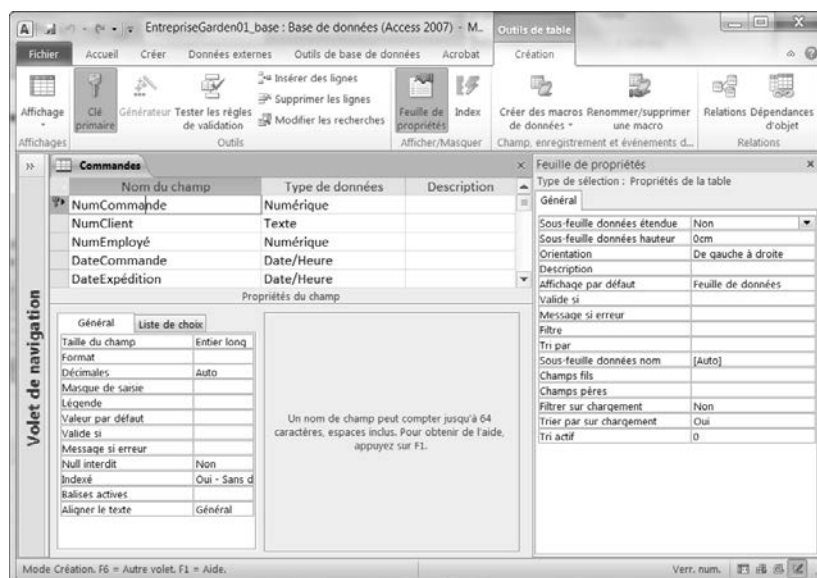 EntrepriseGarden01_base : Base de données (Access 2007) - M...
Outils de table
Fichier Accueil Créer Données externes Outils de base de données Acrobat Création
Affichage
Clé primaire
Générateur
Tester les règles de validation
Insérer des lignes
Supprimer les lignes
Modifier les recherches
Feuille de propriétés
Index
Créer des macros de données
Renommer/supprimer une macro
Relations
Dépendances d'objet
Affichages Outils Afficher/Masquer Champ, enregistrement et événements d... Relations
Volet de navigation
Commandes
Nom du champ Type de données Description
NumCommande Numérique
NumClient Texte
NumEmployé Numérique
DateCommande Date/Heure
DateExpédition Date/Heure
Propriétés du champ
Général Liste de choix
Taille du champ Entier long
Format
Décimales Auto
Masque de saisie
Légende
Valeur par défaut
Valide si
Message si erreur
Null interdit Non
Indexé Oui - Sans d
Balises actives
Aligner le texte Général
Un nom de champ peut compter jusqu'à 64
caractères, espaces inclus. Pour obtenir de l'aide,
appuyez sur F1.
Feuille de propriétés
Type de sélection : Propriétés de la table
Général
Sous-feuille données étendue Non
Sous-feuille données hauteur 0cm
Orientation De gauche à droite
Description
Affichage par défaut Feuille de données
Valide si
Message si erreur
Filtre
Tri par
Sous-feuille données nom [Auto]
Champs fils
Champs pères
Filtrer sur chargement Non
Trier par sur chargement Oui
Tri actif 0
Mode Création. F6 = Autre volet. F1 = Aide. Verr. num.